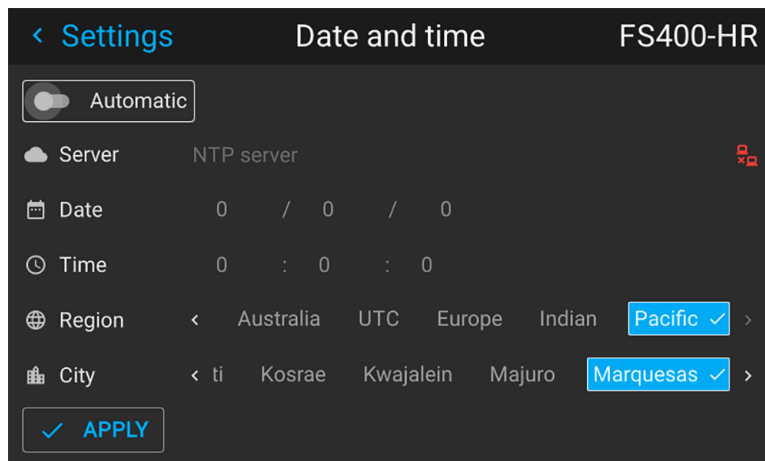 Settings Date and time FS400-HR
Automatic
Server NTP server
Date 0 / 0 / 0
Time 0 : 0 : 0
Region Australia UTC Europe Indian Pacific
City ti Kosrae Kwajalein Majuro Marquesas
APPLY